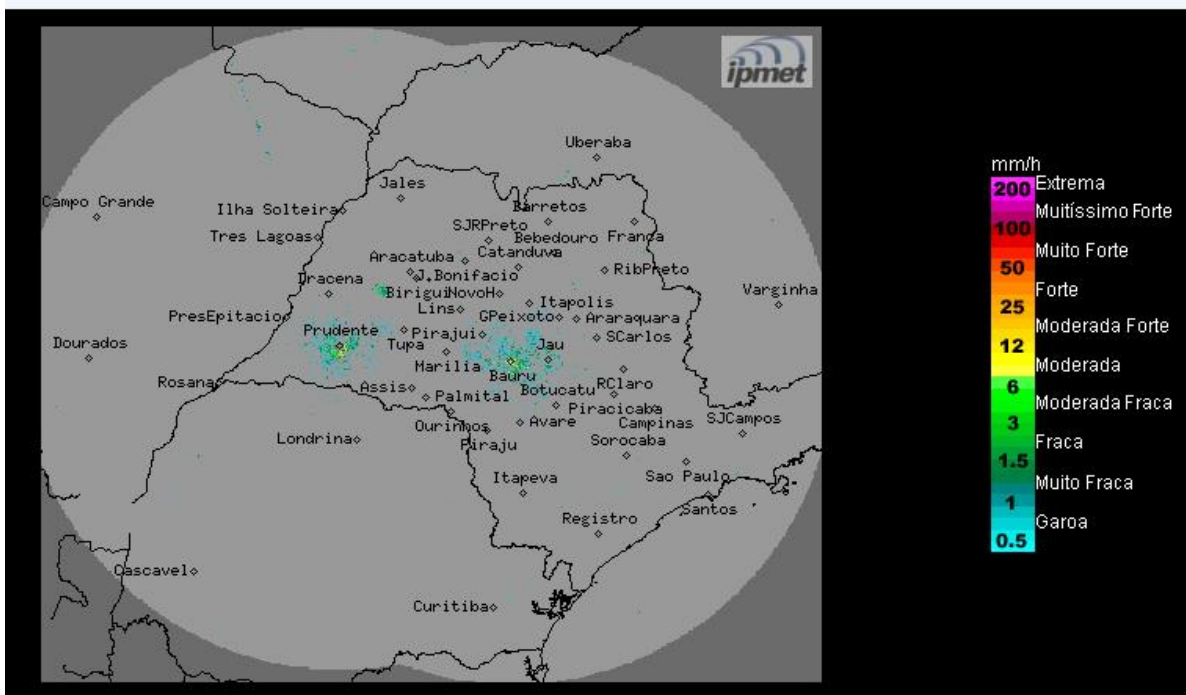 ipmet
Uberaba
Jales
Campo Grande
Ilha Solteira
Barretos
SJRPreto
Tres Lagoas
Bebedouro
Franca
Catanduva
Aracatuba
J.Bonifacio
RibPreto
Dracena
Birigui
NovoH
Itapolis
Varginha
Lins
PresEpitacio
GPeixoto
Araraquara
Prudente
Pirajui
SCarlos
Dourados
Tupa
Jau
Marilia
Bauru
Rosana
Assis
Botucatu
RClaro
Palmital
Piracicaba
SJCampos
Ourinhos
Avare
Campinas
Londrina
Piraju
Sorocaba
Itapeva
Sao Paulo
Santos
Registro
Cascavel
Curitiba
mm/h
200 Extrema
Muitíssimo Forte
100
Muito Forte
50
Forte
25
Moderada Forte
12
Moderada
6
Moderada Fraca
3
Fraca
1.5
Muito Fraca
1
Garoa
0.5